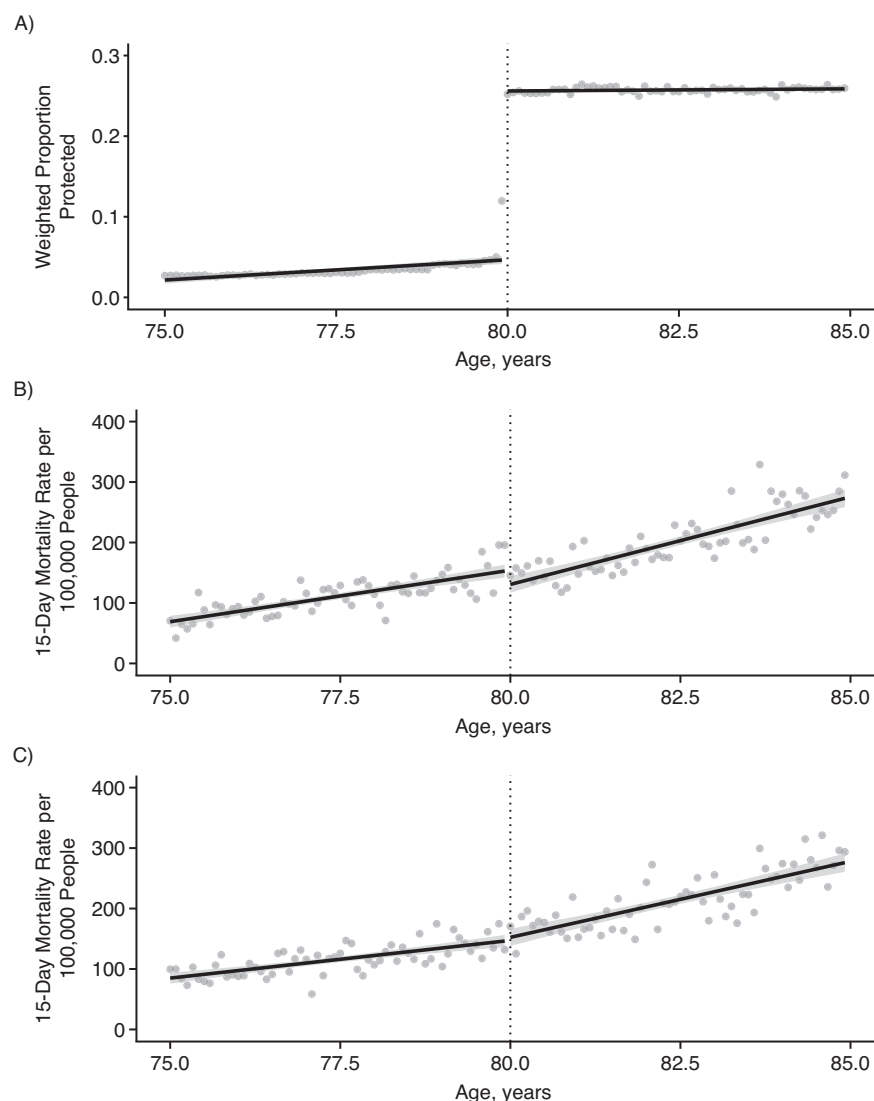 A)
Weighted Proportion
Protected
0.3
0.2
0.1
0.0
75.0 77.5 80.0 82.5 85.0
Age, years
B)
15-Day Mortality Rate per
100,000 People
400
300
200
100
0
75.0 77.5 80.0 82.5 85.0
Age, years
C)
15-Day Mortality Rate per
100,000 People
400
300
200
100
0
75.0 77.5 80.0 82.5 85.0
Age, years